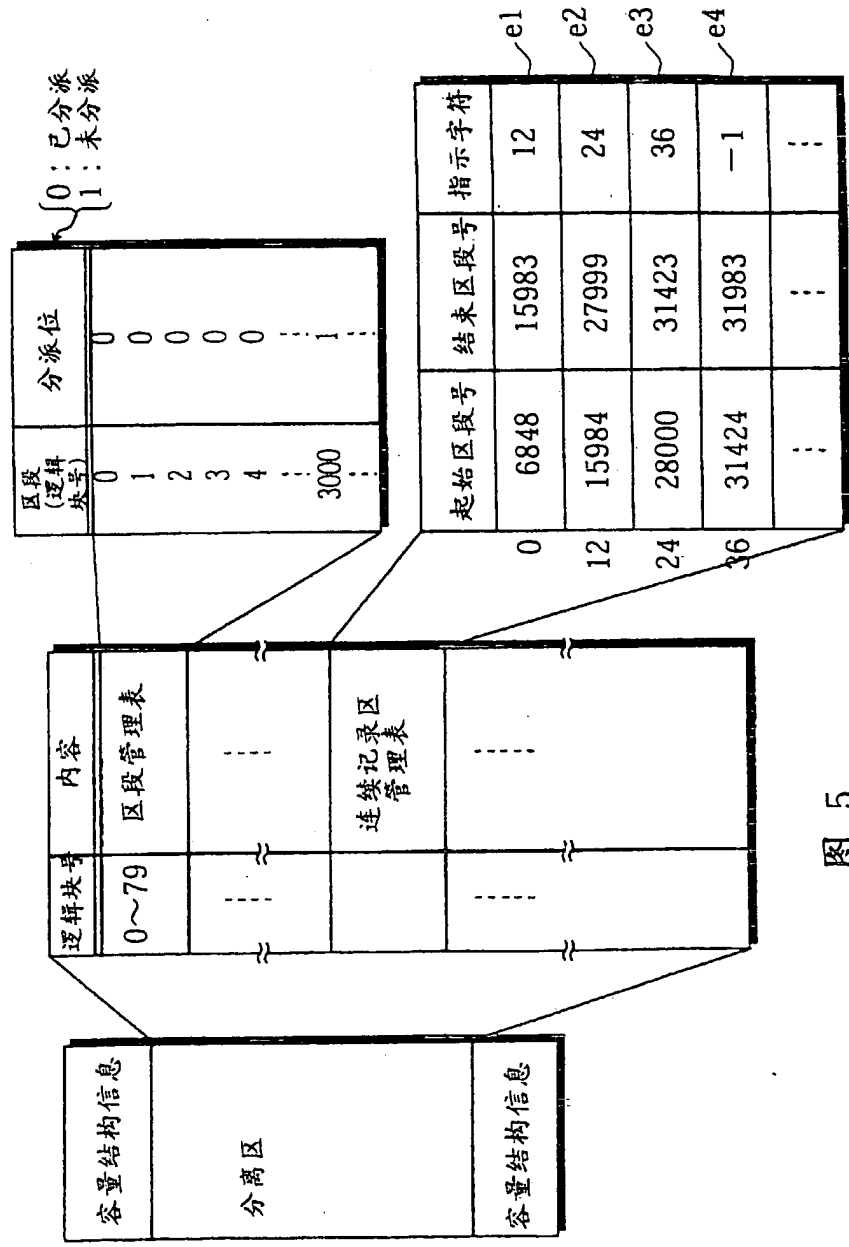 容量结构信息
分离区
容量结构信息
逻辑块号 内容
0~79 区段管理表
连续记录区
管理表
区段
(逻辑
块号)
分派位
0 0
1 0
2 0
3 0
4 0
3000 1
0：已分派
1：未分派
起始区段号 结束区段号 指示字符
0 6848 15983 12 e1
12 15984 27999 24 e2
24 28000 31423 36 e3
36 31424 31983 -1 e4
图 5